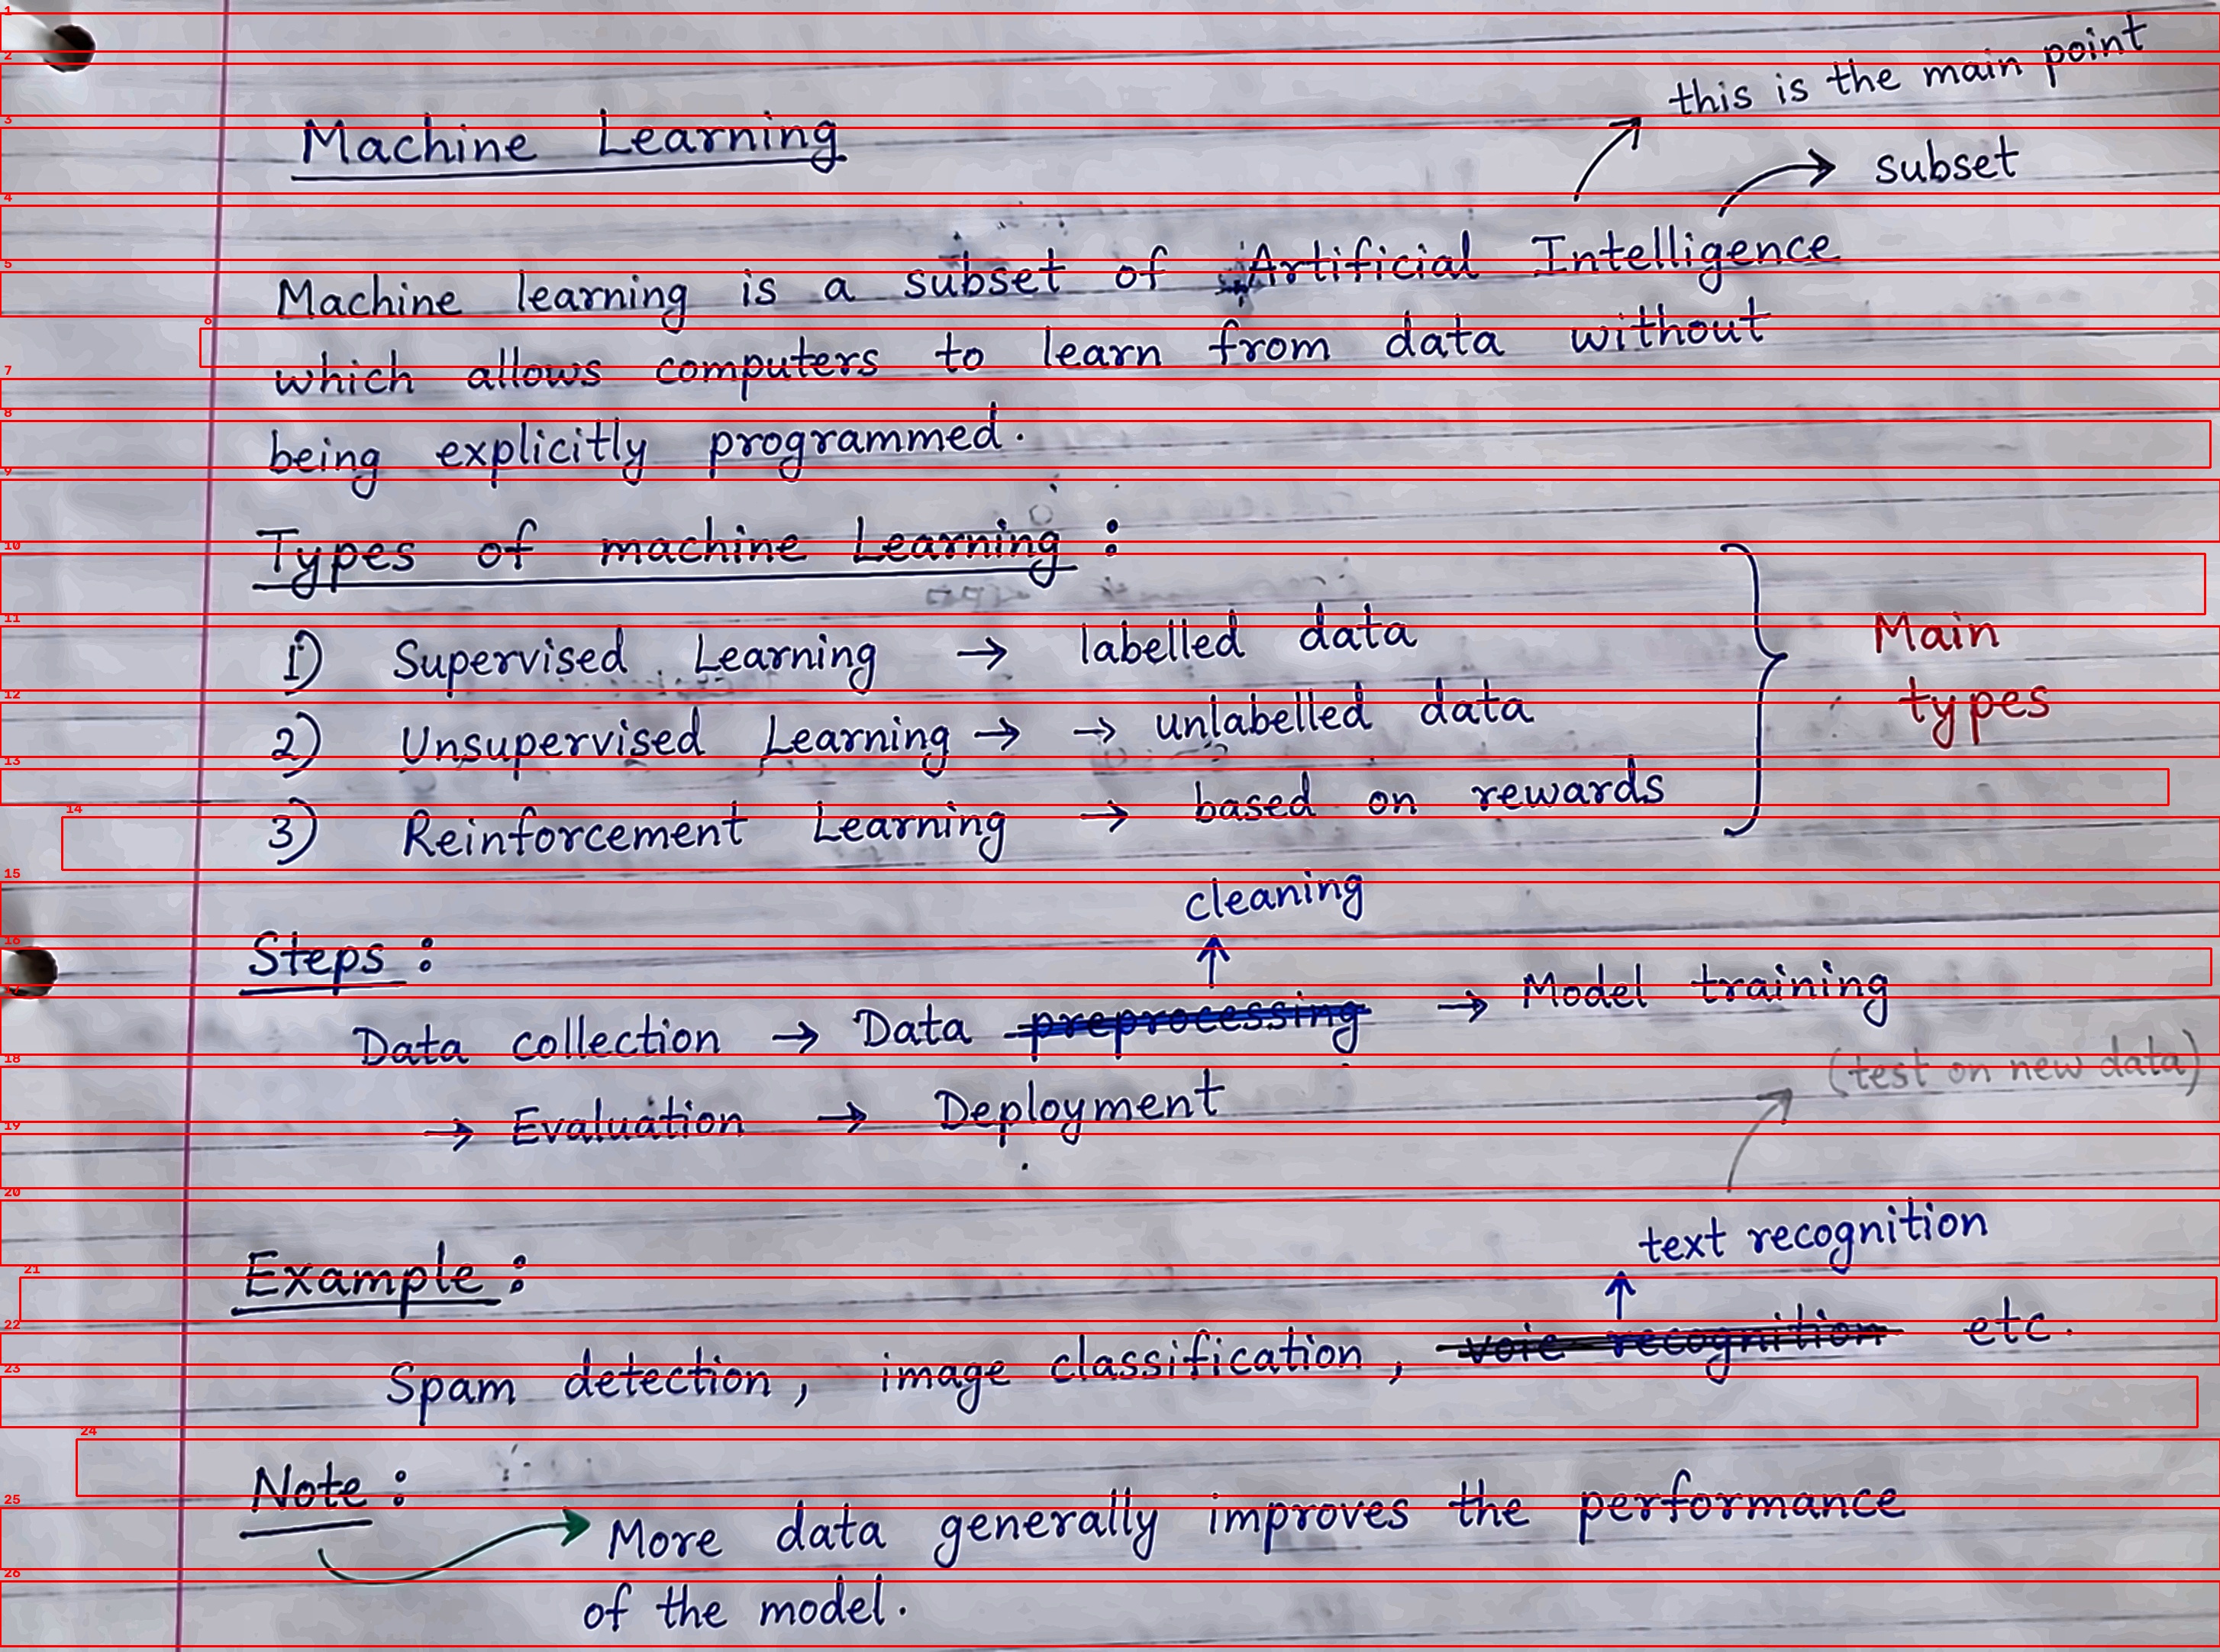 this is the main point
Machine Learning
subset
Machine learning is a subset of Artificial Intelligence
which allows computers to learn from data without
being explicitly programmed.
Types of machine Learning :
1) Supervised Learning → labelled data
2) Unsupervised Learning → → unlabelled data
3) Reinforcement Learning → based on rewards
Main
types
cleaning
Steps :
Data collection → Data preprocessing → Model training
(test on new data)
→ Evaluation → Deployment
text recognition
Example :
Spam detection, image classification, voie recognition etc.
Note :
More data generally improves the performance
of the model.